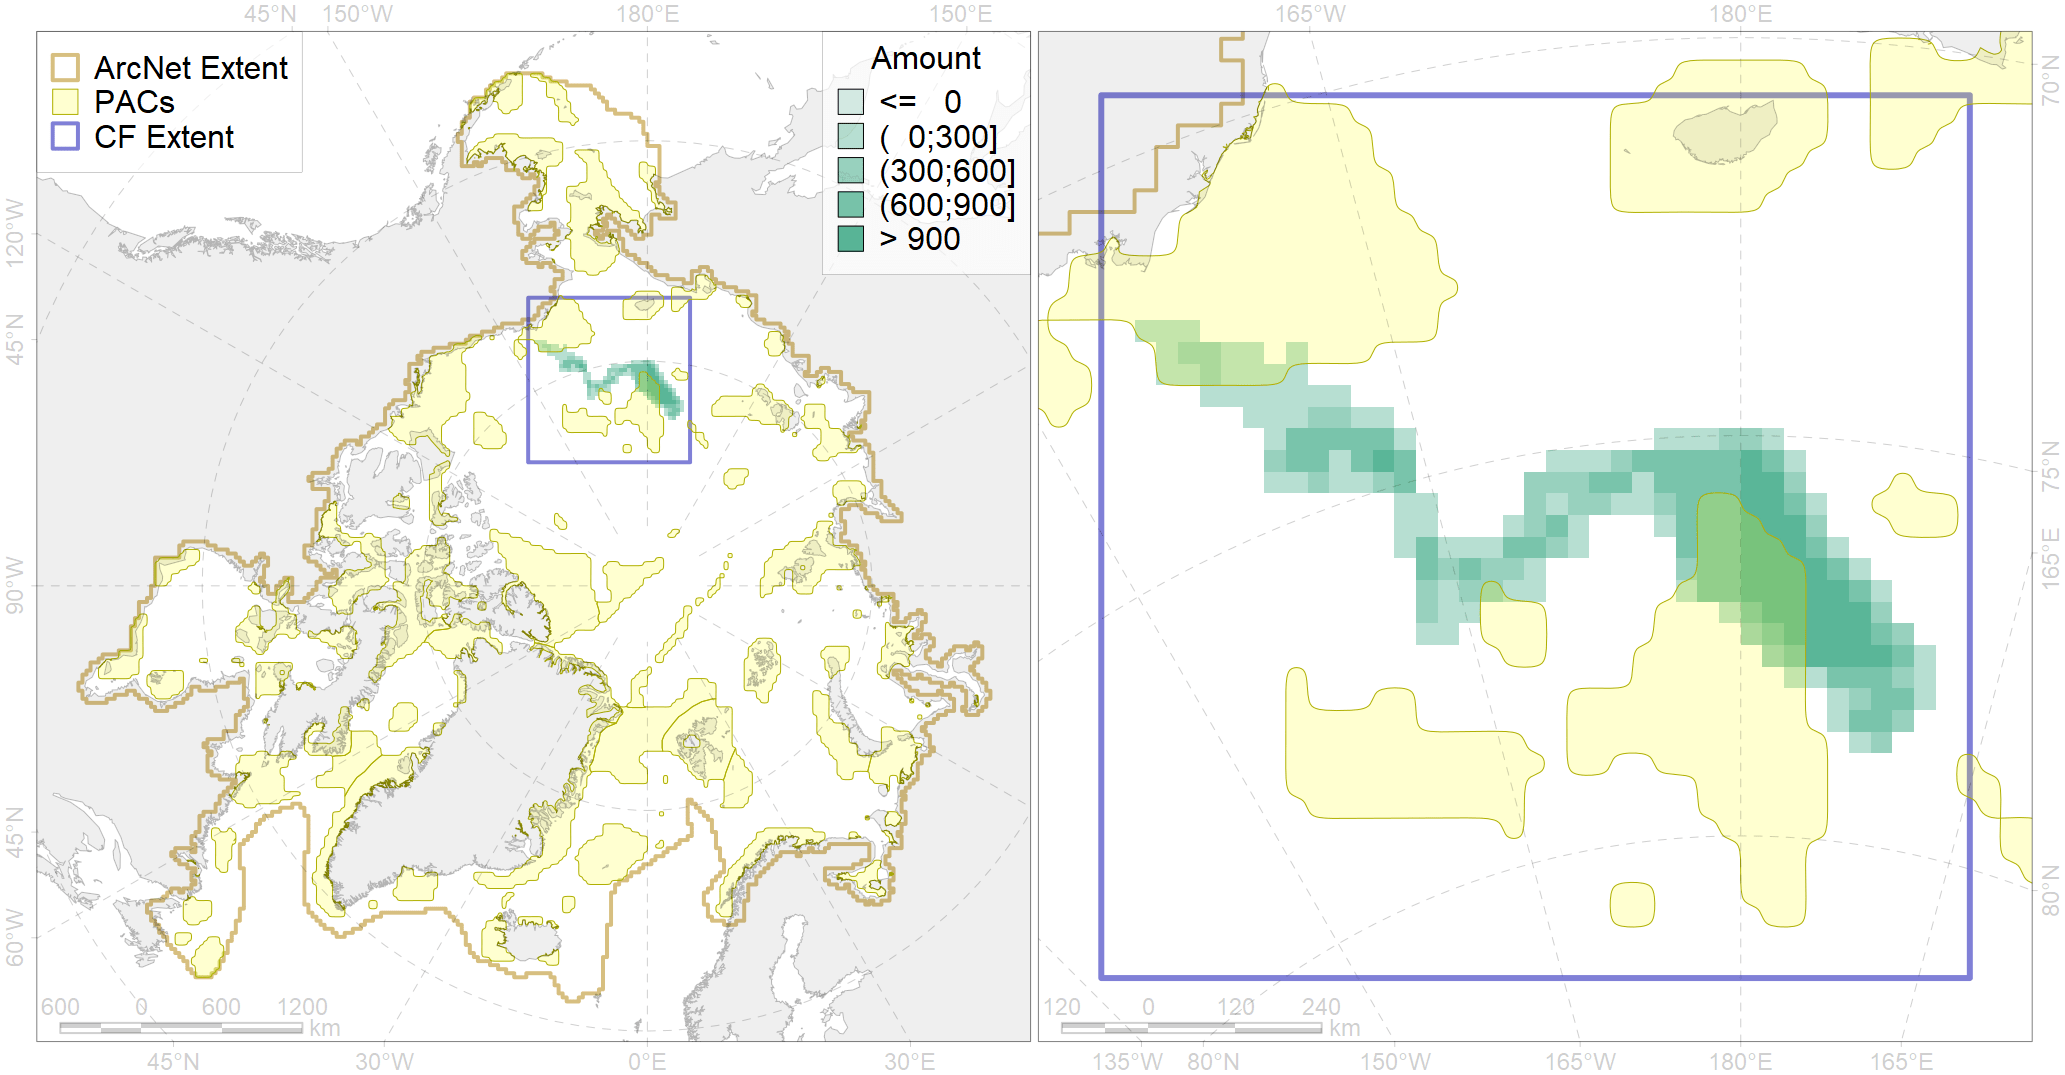 45°N 150°W 180°E 150°E 165°W 180°E
ArcNet Extent
PACs
CF Extent
Amount
<= 0
( 0;300]
(300;600]
(600;900]
> 900
120°W
45°N
90°W
45°N
60°W
70°N
75°N
165°E
80°N
600 0 600 1200
km
120 0 120 240
km
45°N 30°W 0°E 30°E 135°W 80°N 150°W 165°W 180°E 165°E